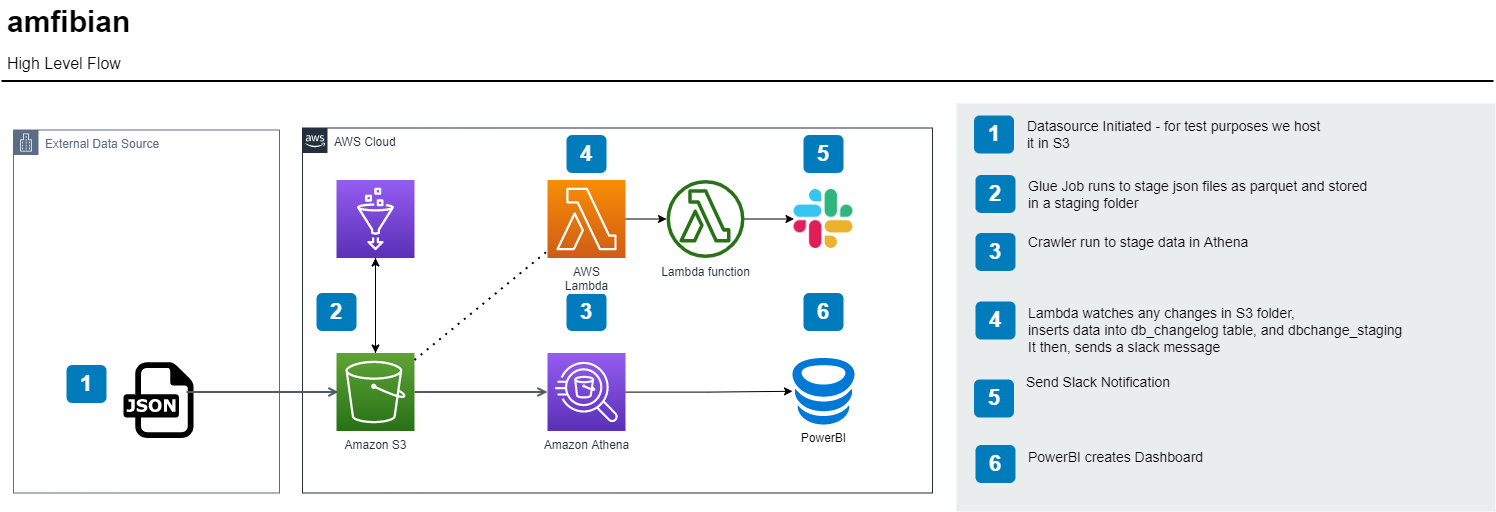 amfibian
High Level Flow
External Data Source
aws
AWS Cloud
4
5
AWS
Lambda
Lambda function
2
3
6
1
JSON
Amazon S3
Amazon Athena
PowerBI
1
Datasource Initiated - for test purposes we host
it in S3
2
Glue Job runs to stage json files as parquet and stored
in a staging folder
3
Crawler run to stage data in Athena
4
Lambda watches any changes in S3 folder,
inserts data into db_changelog table, and dbchange_staging
It then, sends a slack message
5
Send Slack Notification
6
PowerBI creates Dashboard